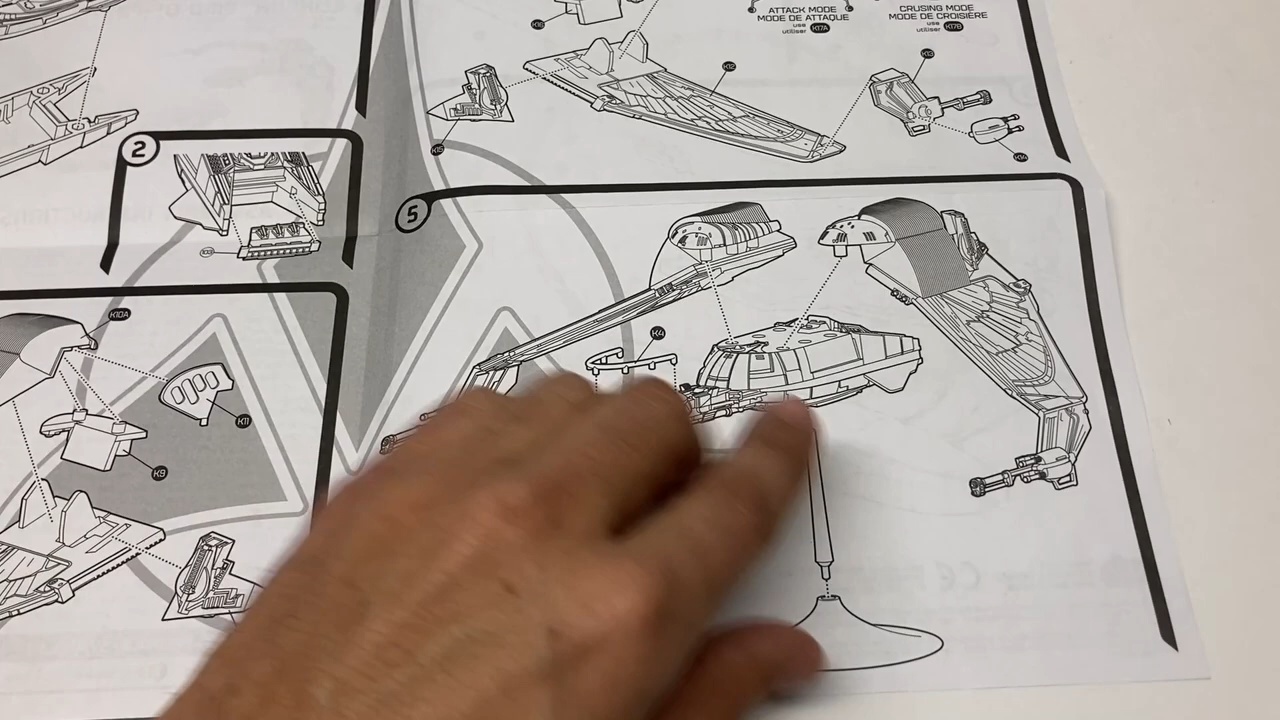 K16
ATTACK MODE
MODE DE ATTAQUE
use
utiliser K17A
CRUSING MODE
MODE DE CROISIÈRE
use
utiliser K17B
K12
K13
K15
K14
2
5
K10A
K4
K11
K9